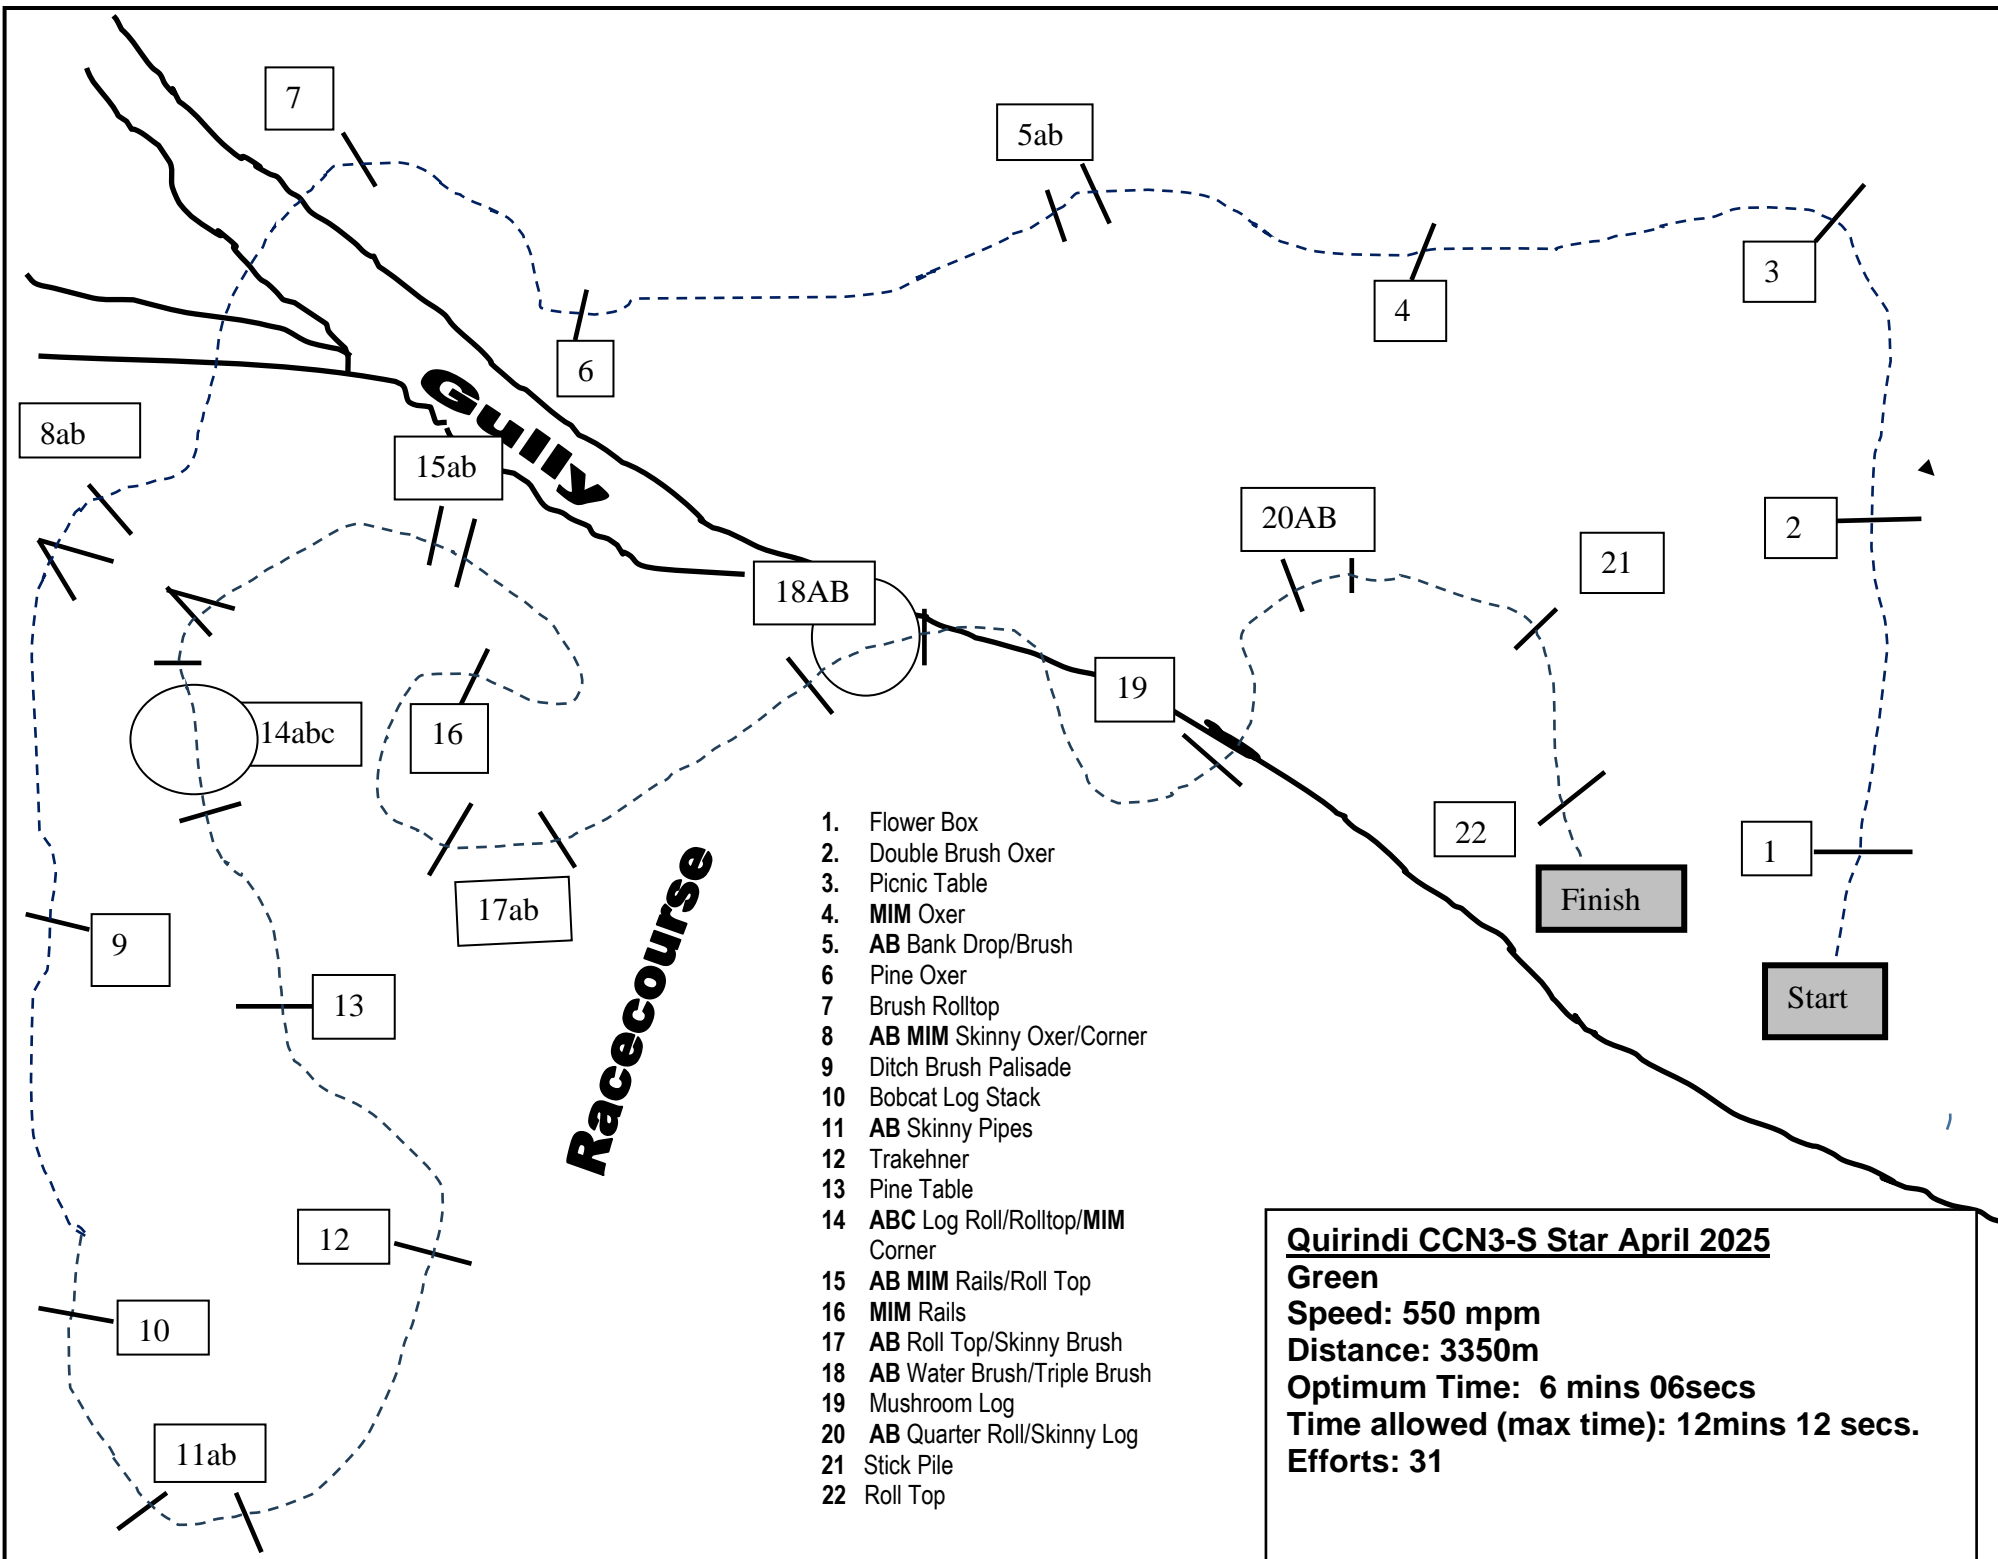 7
5ab
3
4
6
8ab
Gully
15ab
20AB
2
21
18AB
19
16
14abc
22
1
17ab
Finish
9
13
Start
Racecourse
12
10
11ab
1. Flower Box
2. Double Brush Oxer
3. Picnic Table
4. MIM Oxer
5. AB Bank Drop/Brush
6 Pine Oxer
7 Brush Rolltop
8 AB MIM Skinny Oxer/Corner
9 Ditch Brush Palisade
10 Bobcat Log Stack
11 AB Skinny Pipes
12 Trakehner
13 Pine Table
14 ABC Log Roll/Rolltop/MIM
Corner
15 AB MIM Rails/Roll Top
16 MIM Rails
17 AB Roll Top/Skinny Brush
18 AB Water Brush/Triple Brush
19 Mushroom Log
20 AB Quarter Roll/Skinny Log
21 Stick Pile
22 Roll Top
Quirindi CCN3-S Star April 2025
Green
Speed: 550 mpm
Distance: 3350m
Optimum Time: 6 mins 06secs
Time allowed (max time): 12mins 12 secs.
Efforts: 31